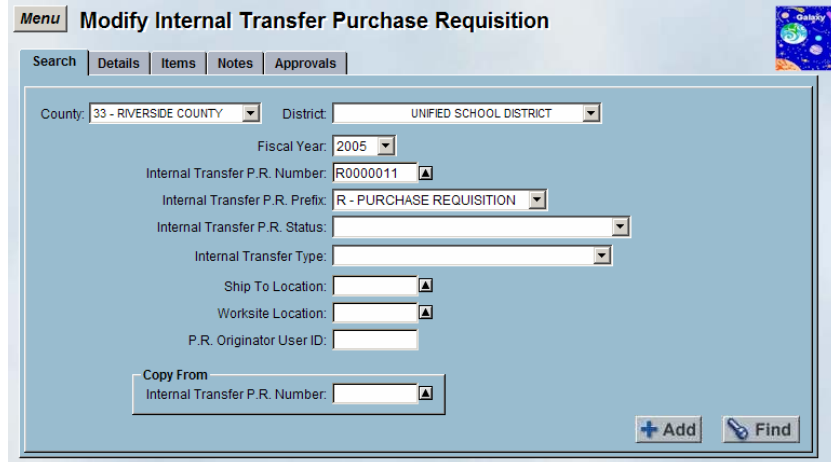 Menu Modify Internal Transfer Purchase Requisition
Galaxy
Search Details Items Notes Approvals
County: 33 - RIVERSIDE COUNTY District: UNIFIED SCHOOL DISTRICT
Fiscal Year: 2005
Internal Transfer P.R. Number: R0000011
Internal Transfer P.R. Prefix: R - PURCHASE REQUISITION
Internal Transfer P.R. Status:
Internal Transfer Type:
Ship To Location:
Worksite Location:
P.R. Originator User ID:
Copy From
Internal Transfer P.R. Number:
Add Find